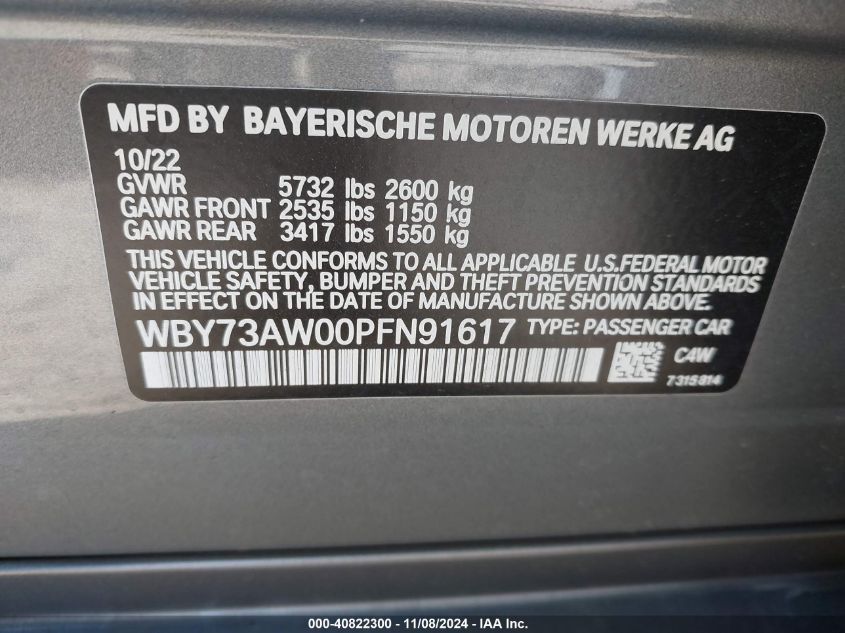 MFD BY BAYERISCHE MOTOREN WERKE AG
10/22
GVWR 5732 lbs 2600 kg
GAWR FRONT 2535 lbs 1150 kg
GAWR REAR 3417 lbs 1550 kg
THIS VEHICLE CONFORMS TO ALL APPLICABLE U.S.FEDERAL MOTOR
VEHICLE SAFETY, BUMPER AND THEFT PREVENTION STANDARDS
IN EFFECT ON THE DATE OF MANUFACTURE SHOWN ABOVE.
WBY73AW00PFN91617 TYPE: PASSENGER CAR
C4W
7315814
000-40822300 - 11/08/2024 - IAA Inc.